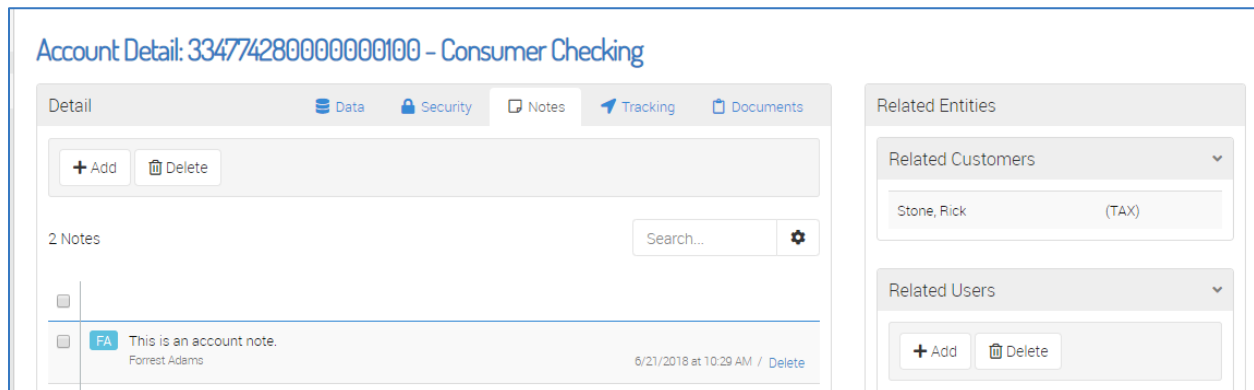 Account Detail: 334774280000000100 - Consumer Checking
Detail
Data
Security
Notes
Tracking
Documents
Add
Delete
2 Notes
Search...
FA
This is an account note.
Forrest Adams
6/21/2018 at 10:29 AM / Delete
Related Entities
Related Customers
Stone, Rick (TAX)
Related Users
Add
Delete